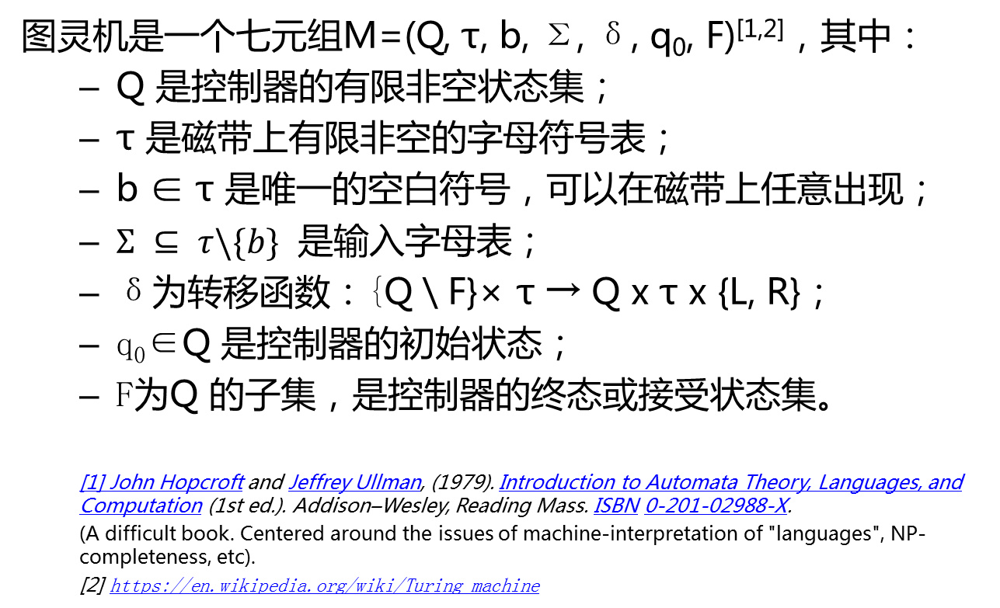 图灵机是一个七元组M=(Q, τ, b, Σ, δ, q₀, F)[1,2]，其中：
– Q 是控制器的有限非空状态集；
– τ 是磁带上有限非空的字母符号表；
– b ∈ τ 是唯一的空白符号，可以在磁带上任意出现；
– Σ ⊆ τ\{b} 是输入字母表；
– δ为转移函数：{Q \ F}× τ → Q x τ x {L, R}；
– q₀∈Q 是控制器的初始状态；
– F为Q 的子集，是控制器的终态或接受状态集。
[1] John Hopcroft and Jeffrey Ullman, (1979). Introduction to Automata Theory, Languages, and
Computation (1st ed.). Addison–Wesley, Reading Mass. ISBN 0-201-02988-X.
(A difficult book. Centered around the issues of machine-interpretation of "languages", NP-
completeness, etc).
[2] https://en.wikipedia.org/wiki/Turing_machine